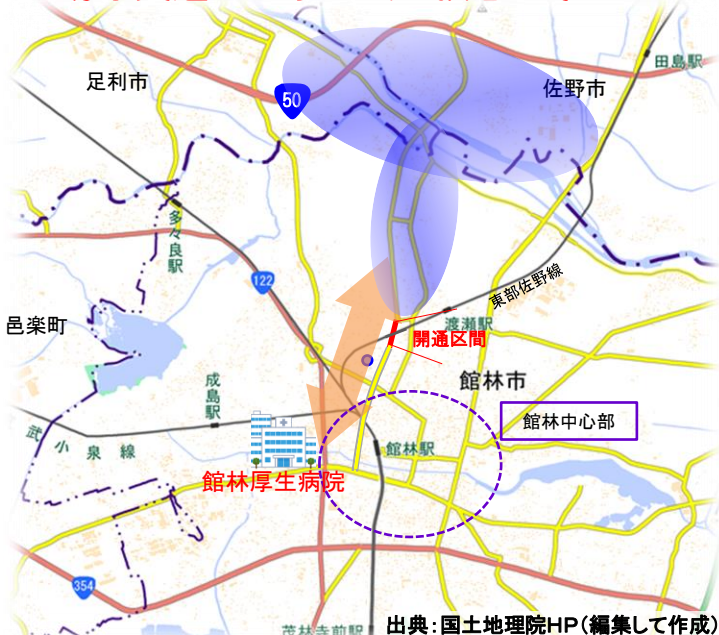 足利市
佐野市
田島駅
50
多々良駅
122
東部佐野線
邑楽町
渡瀬駅
開通区間
成島駅
館林市
館林中心部
武小泉線
館林駅
館林厚生病院
354
茂林寺前駅
出典：国土地理院HP（編集して作成）